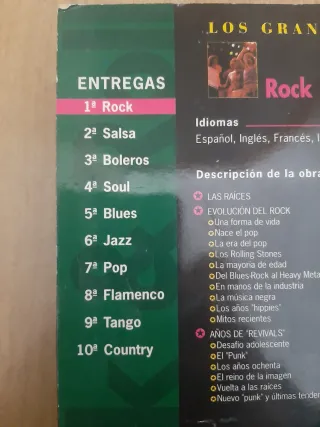 ENTREGAS
1ª Rock
2ª Salsa
3ª Boleros
4ª Soul
5ª Blues
6ª Jazz
7ª Pop
8ª Flamenco
9ª Tango
10ª Country
LOS GRAN
Rock
Idiomas
Español, Inglés, Francés, I
Descripción de la obra
LAS RAÍCES
EVOLUCIÓN DEL ROCK
Una forma de vida
Nace el pop
La era del pop
Los Rolling Stones
La mayoria de edad
Del Blues-Rock al Heavy Meta
En manos de la industria
La música negra
Los años "hippies"
Mitos recientes
AÑOS DE "REVIVALS"
Desafío adolescente
El "Punk"
Los años ochenta
El reino de la imagen
Vuelta a las raíces
Nuevo "punk" y últimas tenden